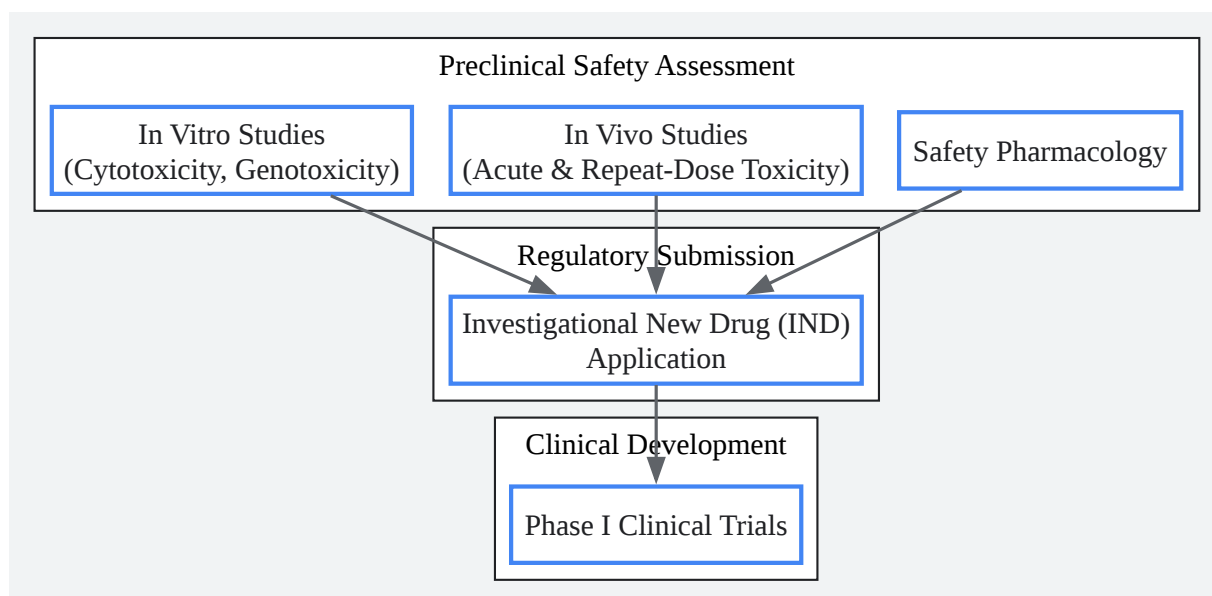 Preclinical Safety Assessment
In Vitro Studies
(Cytotoxicity, Genotoxicity)
In Vivo Studies
(Acute & Repeat-Dose Toxicity)
Safety Pharmacology
Regulatory Submission
Investigational New Drug (IND)
Application
Clinical Development
Phase I Clinical Trials